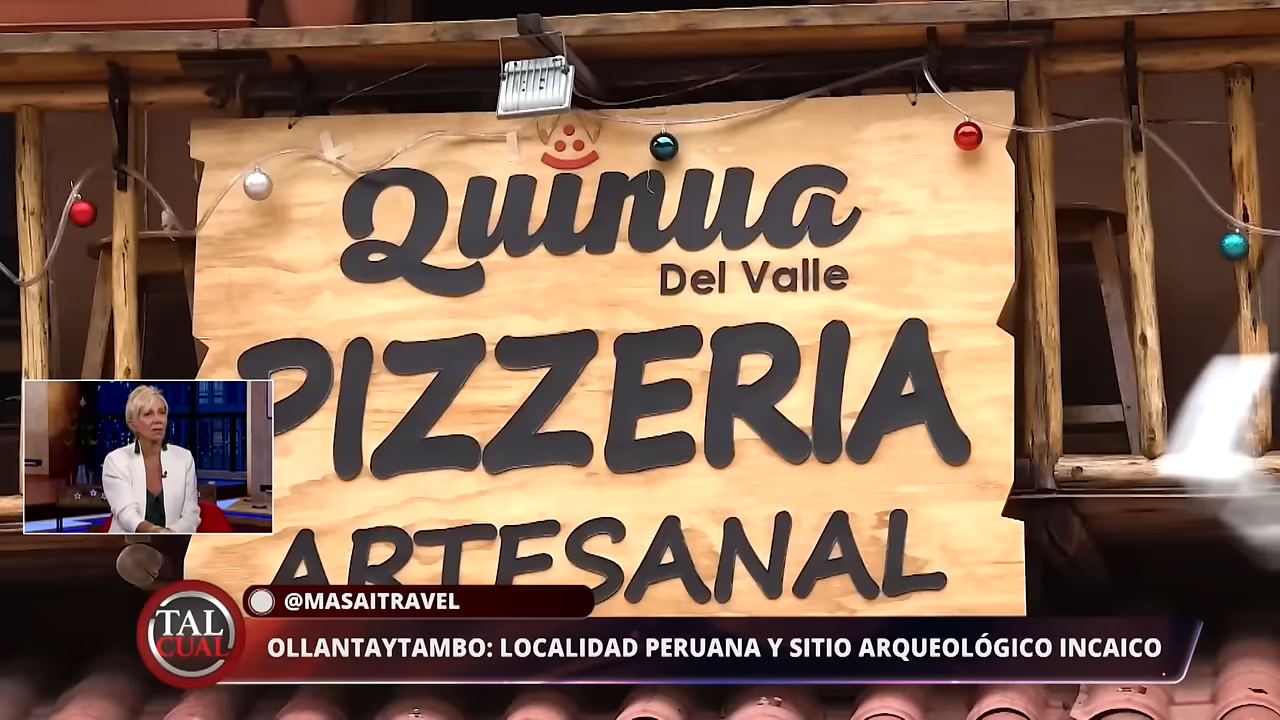 Quinua
Del Valle
PIZZERIA
ARTESANAL
@MASAITRAVEL
TAL
CUAL
OLLANTAYTAMBO: LOCALIDAD PERUANA Y SITIO ARQUEOLÓGICO INCAICO